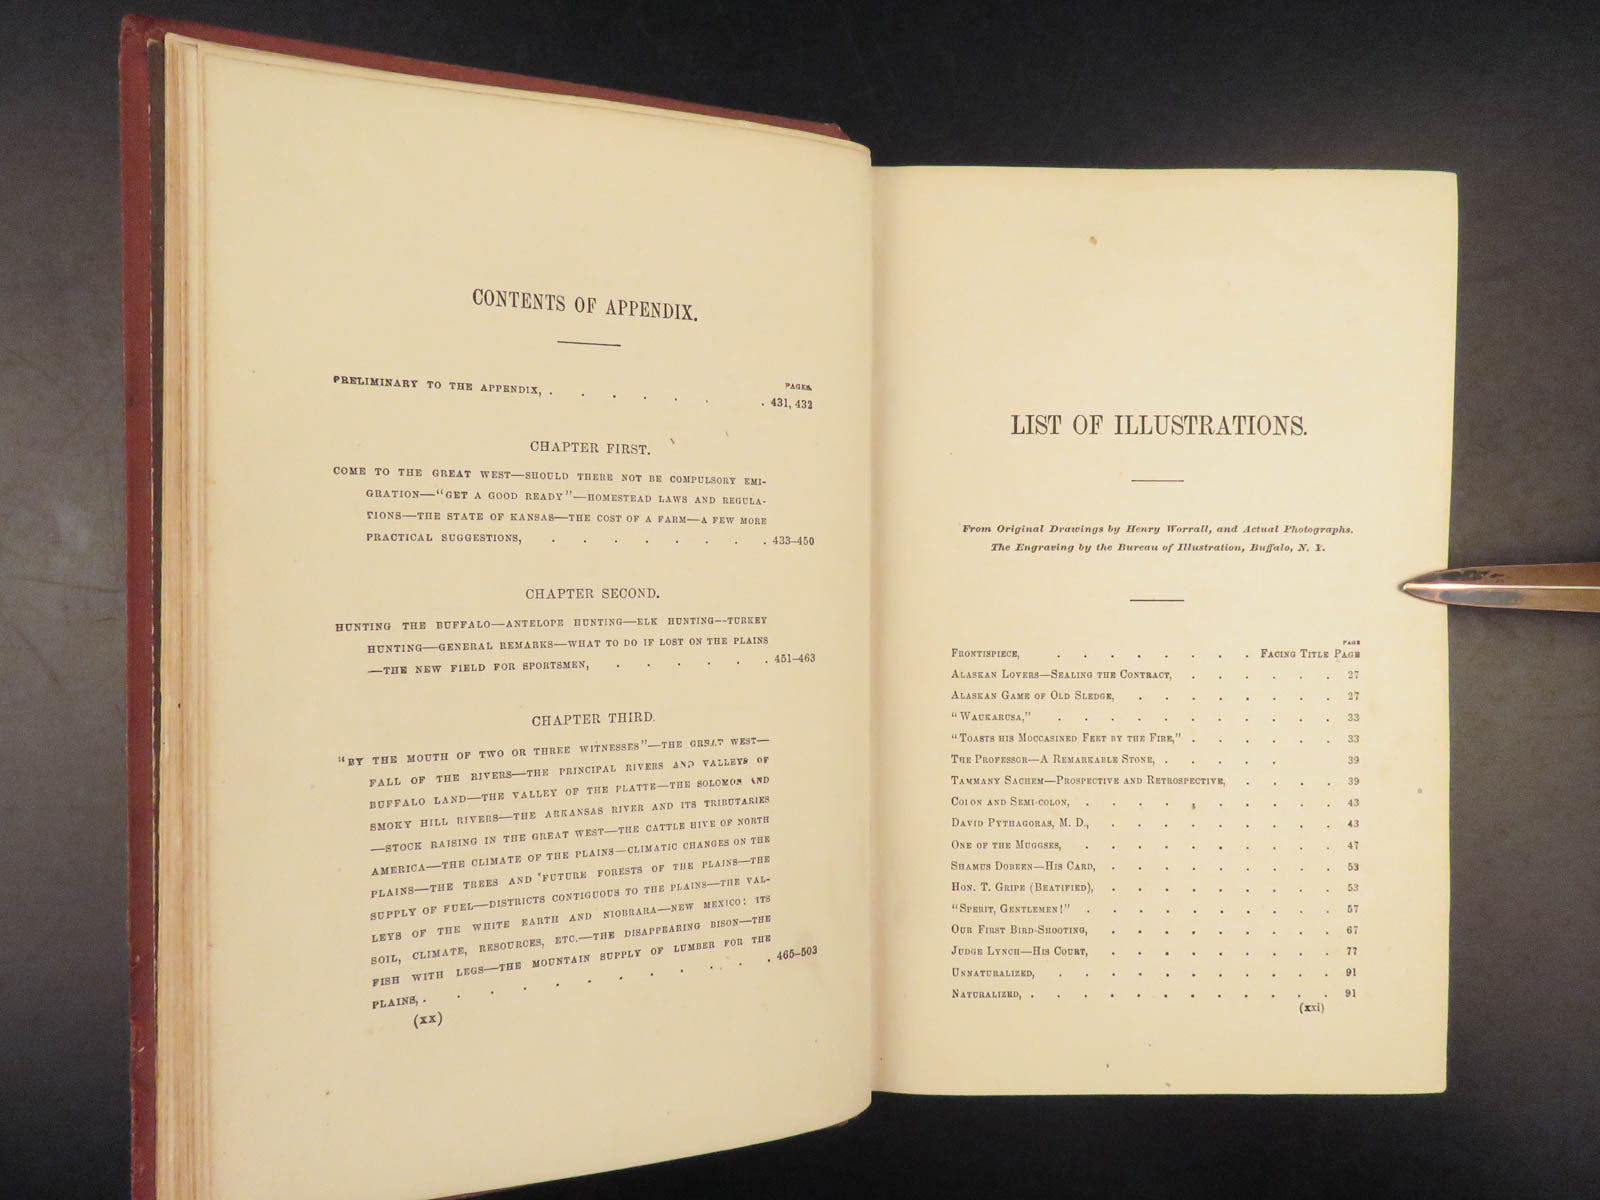 CONTENTS OF APPENDIX.
PAGES.
PRELIMINARY TO THE APPENDIX, . . . . . . . 431, 432
CHAPTER FIRST.
COME TO THE GREAT WEST—SHOULD THERE NOT BE COMPULSORY EMI-
GRATION—"GET A GOOD READY"—HOMESTEAD LAWS AND REGULA-
TIONS—THE STATE OF KANSAS—THE COST OF A FARM—A FEW MORE
PRACTICAL SUGGESTIONS, . . . . . . . . 433-450
CHAPTER SECOND.
HUNTING THE BUFFALO—ANTELOPE HUNTING—ELK HUNTING--TURKEY
HUNTING—GENERAL REMARKS—WHAT TO DO IF LOST ON THE PLAINS
—THE NEW FIELD FOR SPORTSMEN, . . . . . . 451-463
CHAPTER THIRD.
"BY THE MOUTH OF TWO OR THREE WITNESSES"—THE GREAT WEST—
FALL OF THE RIVERS—THE PRINCIPAL RIVERS AND VALLEYS OF
BUFFALO LAND—THE VALLEY OF THE PLATTE—THE SOLOMON AND
SMOKY HILL RIVERS—THE ARKANSAS RIVER AND ITS TRIBUTARIES
—STOCK RAISING IN THE GREAT WEST—THE CATTLE HIVE OF NORTH
AMERICA—THE CLIMATE OF THE PLAINS—CLIMATIC CHANGES ON THE
PLAINS—THE TREES AND FUTURE FORESTS OF THE PLAINS—THE
SUPPLY OF FUEL—DISTRICTS CONTIGUOUS TO THE PLAINS—THE VAL-
LEYS OF THE WHITE EARTH AND NIOBRARA—NEW MEXICO: ITS
SOIL, CLIMATE, RESOURCES, ETC.—THE DISAPPEARING BISON—THE
FISH WITH LEGS—THE MOUNTAIN SUPPLY OF LUMBER FOR THE
PLAINS, . . . . . . . . . . 465-503
(xx)
LIST OF ILLUSTRATIONS.
From Original Drawings by Henry Worrall, and Actual Photographs.
The Engraving by the Bureau of Illustration, Buffalo, N. Y.
PAGE
FRONTISPIECE, . . . . . . . . FACING TITLE PAGE
ALASKAN LOVERS—SEALING THE CONTRACT, . . . . . . 27
ALASKAN GAME OF OLD SLEDGE, . . . . . . . . 27
"WAUKARUSA," . . . . . . . . . . . 33
"TOASTS HIS MOCCASINED FEET BY THE FIRE," . . . . . . 33
THE PROFESSOR—A REMARKABLE STONE, . . . . . 39
TAMMANY SACHEM—PROSPECTIVE AND RETROSPECTIVE, . . . . 39
COLON AND SEMI-COLON, . . . . . . . . . . 43
DAVID PYTHAGORAS, M. D., . . . . . . . . . 43
ONE OF THE MUGGSES, . . . . . . . . . . 47
SHAMUS DOBEEN—HIS CARD, . . . . . . . . . 53
HON. T. GRIPE (BEATIFIED), . . . . . . . . . 53
"SPERIT, GENTLEMEN!" . . . . . . . . . . 57
OUR FIRST BIRD-SHOOTING, . . . . . . . . . 67
JUDGE LYNCH—HIS COURT, . . . . . . . . . 77
UNNATURALIZED, . . . . . . . . . . . 91
NATURALIZED, . . . . . . . . . . . . 91
(xxi)